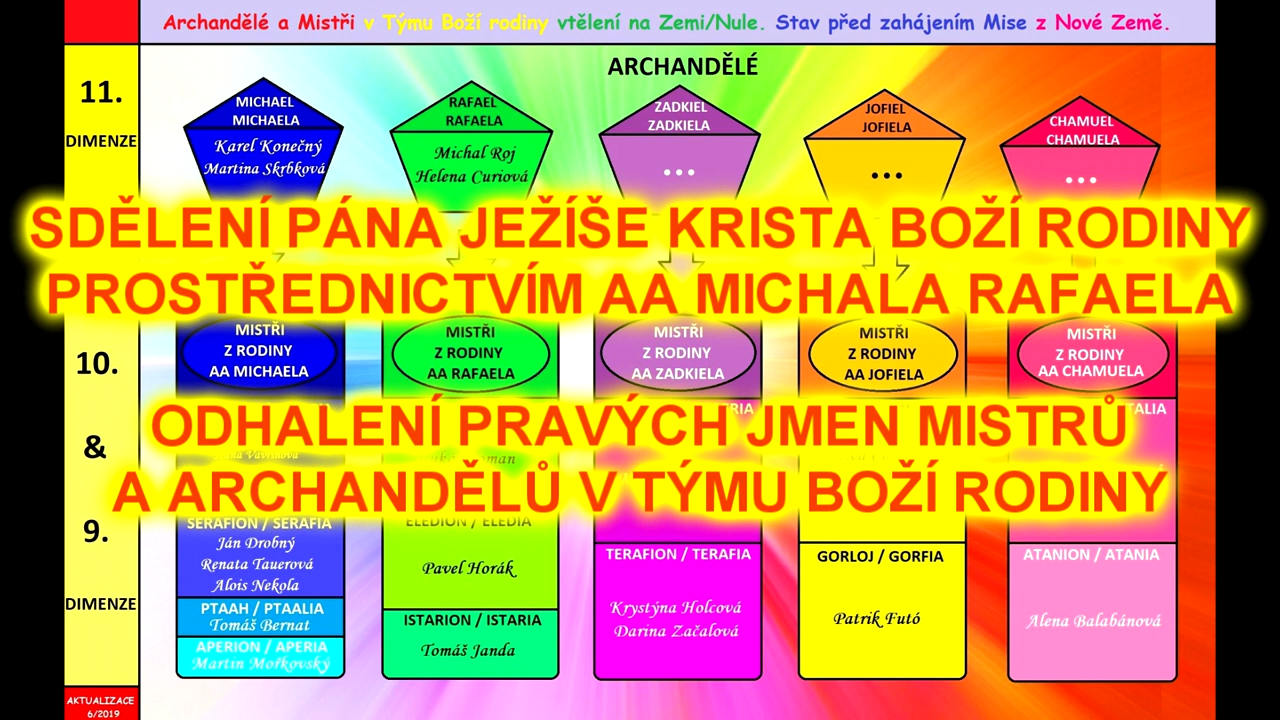 Archandělé a Mistři v Týmu Boží rodiny vtělení na Zemi/Nule. Stav před zahájením Mise z Nové Země.
11.
DIMENZE
ARCHANDĚLÉ
MICHAEL
MICHAELA
Karel Konečný
Martina Skrbková
RAFAEL
RAFAELA
Michal Roj
Helena Curiová
ZADKIEL
ZADKIELA
...
JOFIEL
JOFIELA
...
CHAMUEL
CHAMUELA
...
SDĚLENÍ PÁNA JEŽÍŠE KRISTA BOŽÍ RODINY
PROSTŘEDNICTVÍM AA MICHALA RAFAELA
10.
&
9.
DIMENZE
MISTŘI
Z RODINY
AA MICHAELA
MISTŘI
Z RODINY
AA RAFAELA
MISTŘI
Z RODINY
AA ZADKIELA
MISTŘI
Z RODINY
AA JOFIELA
MISTŘI
Z RODINY
AA CHAMUELA
ODHALENÍ PRAVÝCH JMEN MISTRŮ
A ARCHANDĚLŮ V TÝMU BOŽÍ RODINY
SERAFION / SERAFIA
Ján Drobný
Renata Tauerová
Alois Nekola
PTAAH / PTAALIA
Tomáš Bernat
APERION / APERIA
Martin Mořkovský
ELEDION / ELEDIA
Pavel Horák
ISTARION / ISTARIA
Tomáš Janda
TERAFION / TERAFIA
Krystýna Holcová
Darina Začalová
GORLOJ / GORFIA
Patrik Futó
ATANION / ATANIA
Alena Balabánová
AKTUALIZACE
6/2019